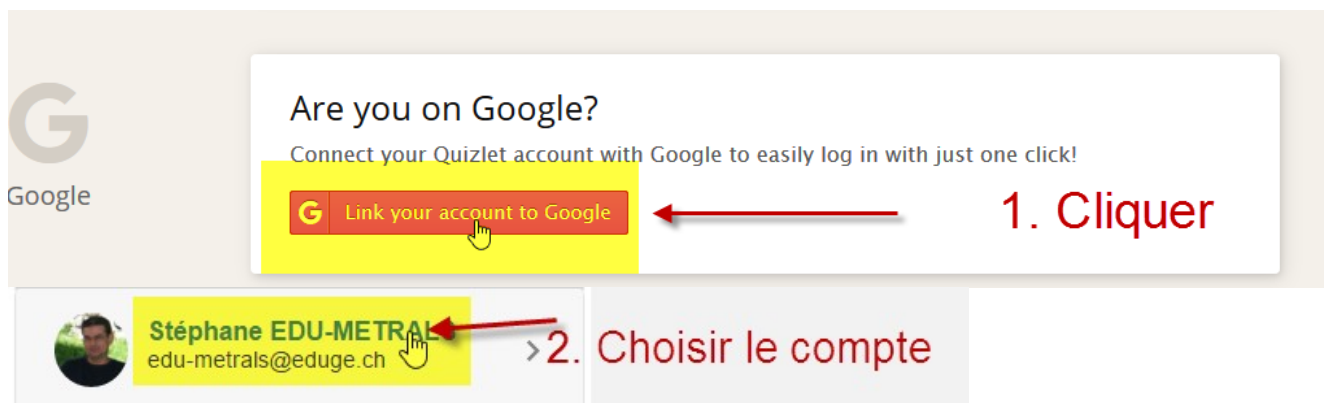 Are you on Google?
Connect your Quizlet account with Google to easily log in with just one click!
Google
G Link your account to Google
1. Cliquer
Stéphane EDU-METRAL
edu-metrals@eduge.ch
2. Choisir le compte